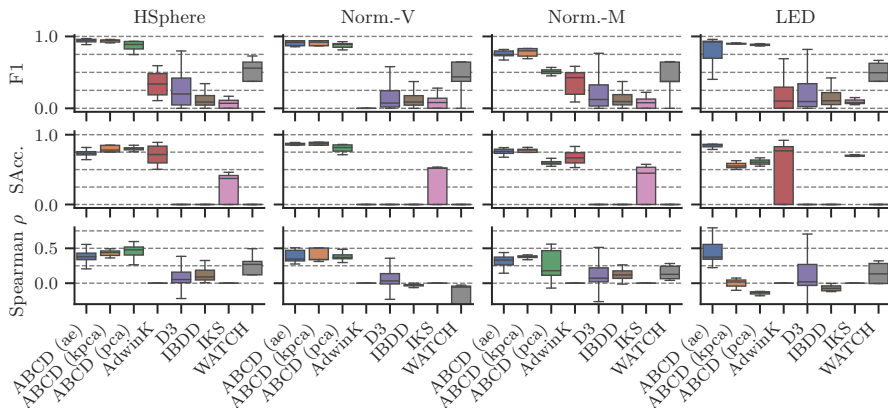 HSphere
Norm.-V
Norm.-M
LED
F1
1.0
0.5
0.0
SAcc.
1.0
0.5
0.0
Spearman ρ
0.5
0.0
ABCD (ae)
ABCD (kpca)
ABCD (pca)
AdwinK
D3
IBDD
IKS
WATCH
ABCD (ae)
ABCD (kpca)
ABCD (pca)
AdwinK
D3
IBDD
IKS
WATCH
ABCD (ae)
ABCD (kpca)
ABCD (pca)
AdwinK
D3
IBDD
IKS
WATCH
ABCD (ae)
ABCD (kpca)
ABCD (pca)
AdwinK
D3
IBDD
IKS
WATCH